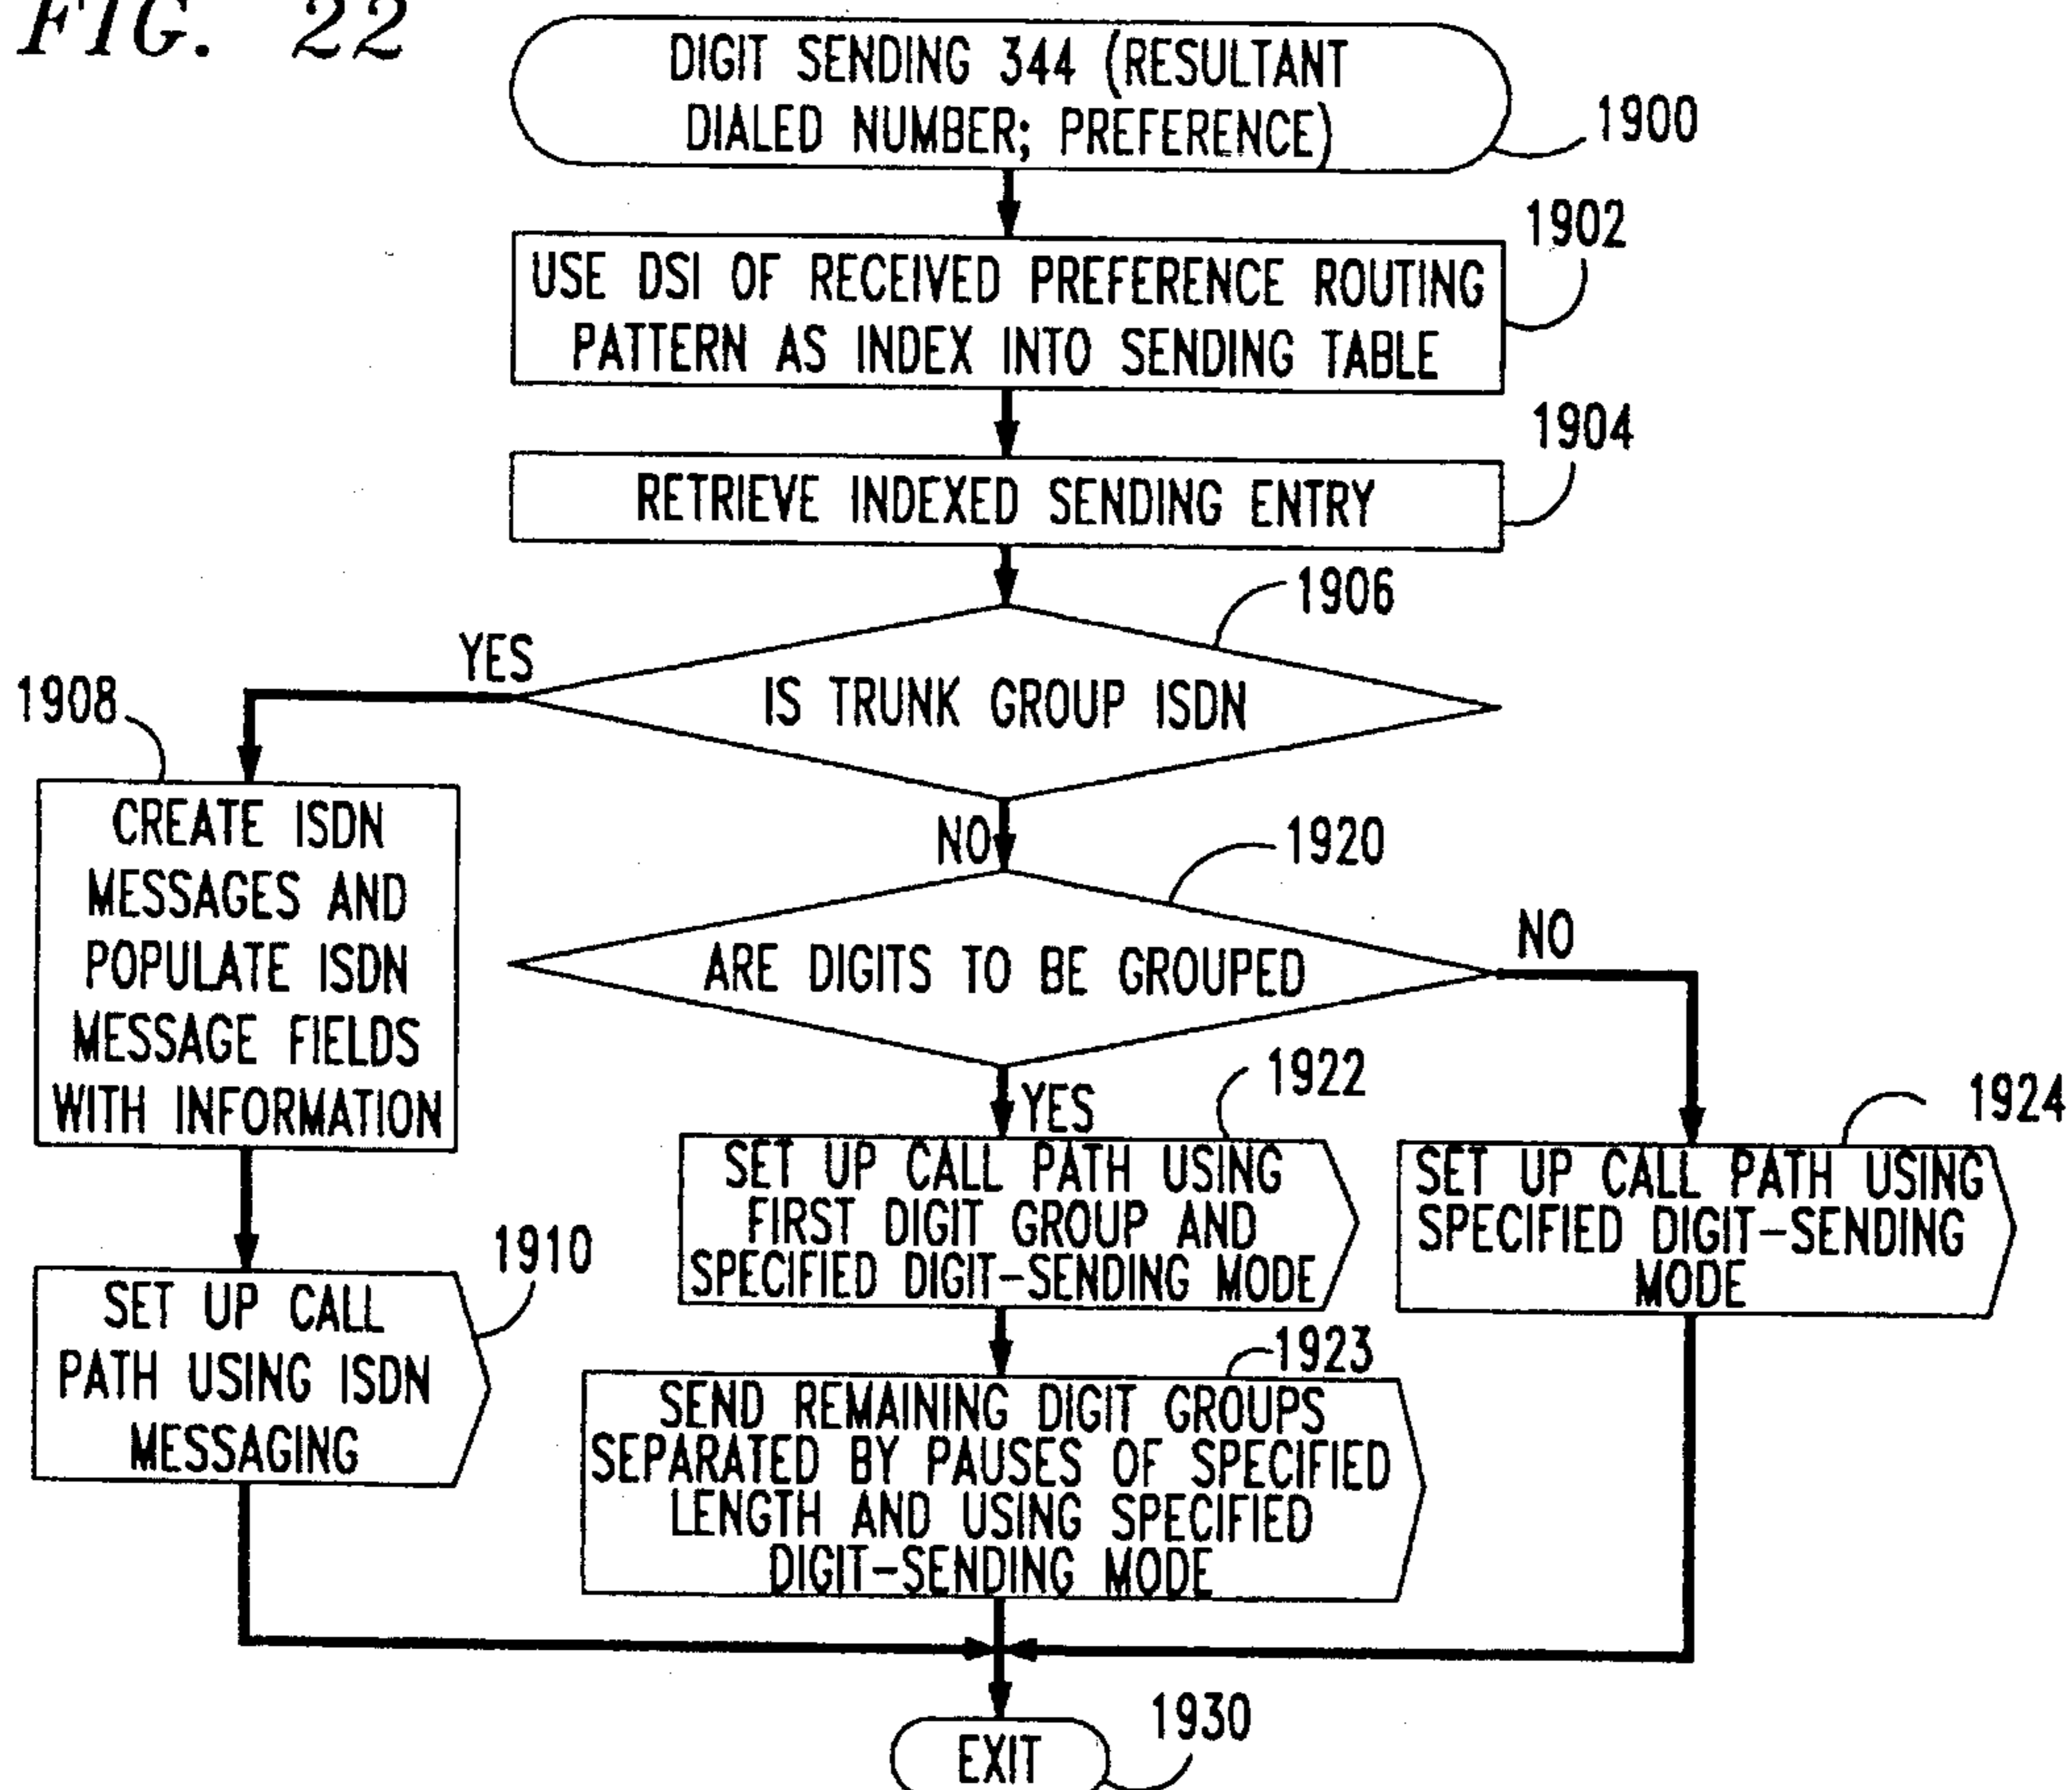 FIG. 22
DIGIT SENDING 344 (RESULTANT
DIALED NUMBER; PREFERENCE)
1900
1902
USE DSI OF RECEIVED PREFERENCE ROUTING
PATTERN AS INDEX INTO SENDING TABLE
1904
RETRIEVE INDEXED SENDING ENTRY
1906
YES
IS TRUNK GROUP ISDN
1908
CREATE ISDN
MESSAGES AND
POPULATE ISDN
MESSAGE FIELDS
WITH INFORMATION
NO
1920
ARE DIGITS TO BE GROUPED
NO
YES
1922
SET UP CALL PATH USING
FIRST DIGIT GROUP AND
SPECIFIED DIGIT-SENDING MODE
1924
SET UP CALL PATH USING
SPECIFIED DIGIT-SENDING
MODE
1910
SET UP CALL
PATH USING ISDN
MESSAGING
1923
SEND REMAINING DIGIT GROUPS
SEPARATED BY PAUSES OF SPECIFIED
LENGTH AND USING SPECIFIED
DIGIT-SENDING MODE
1930
EXIT